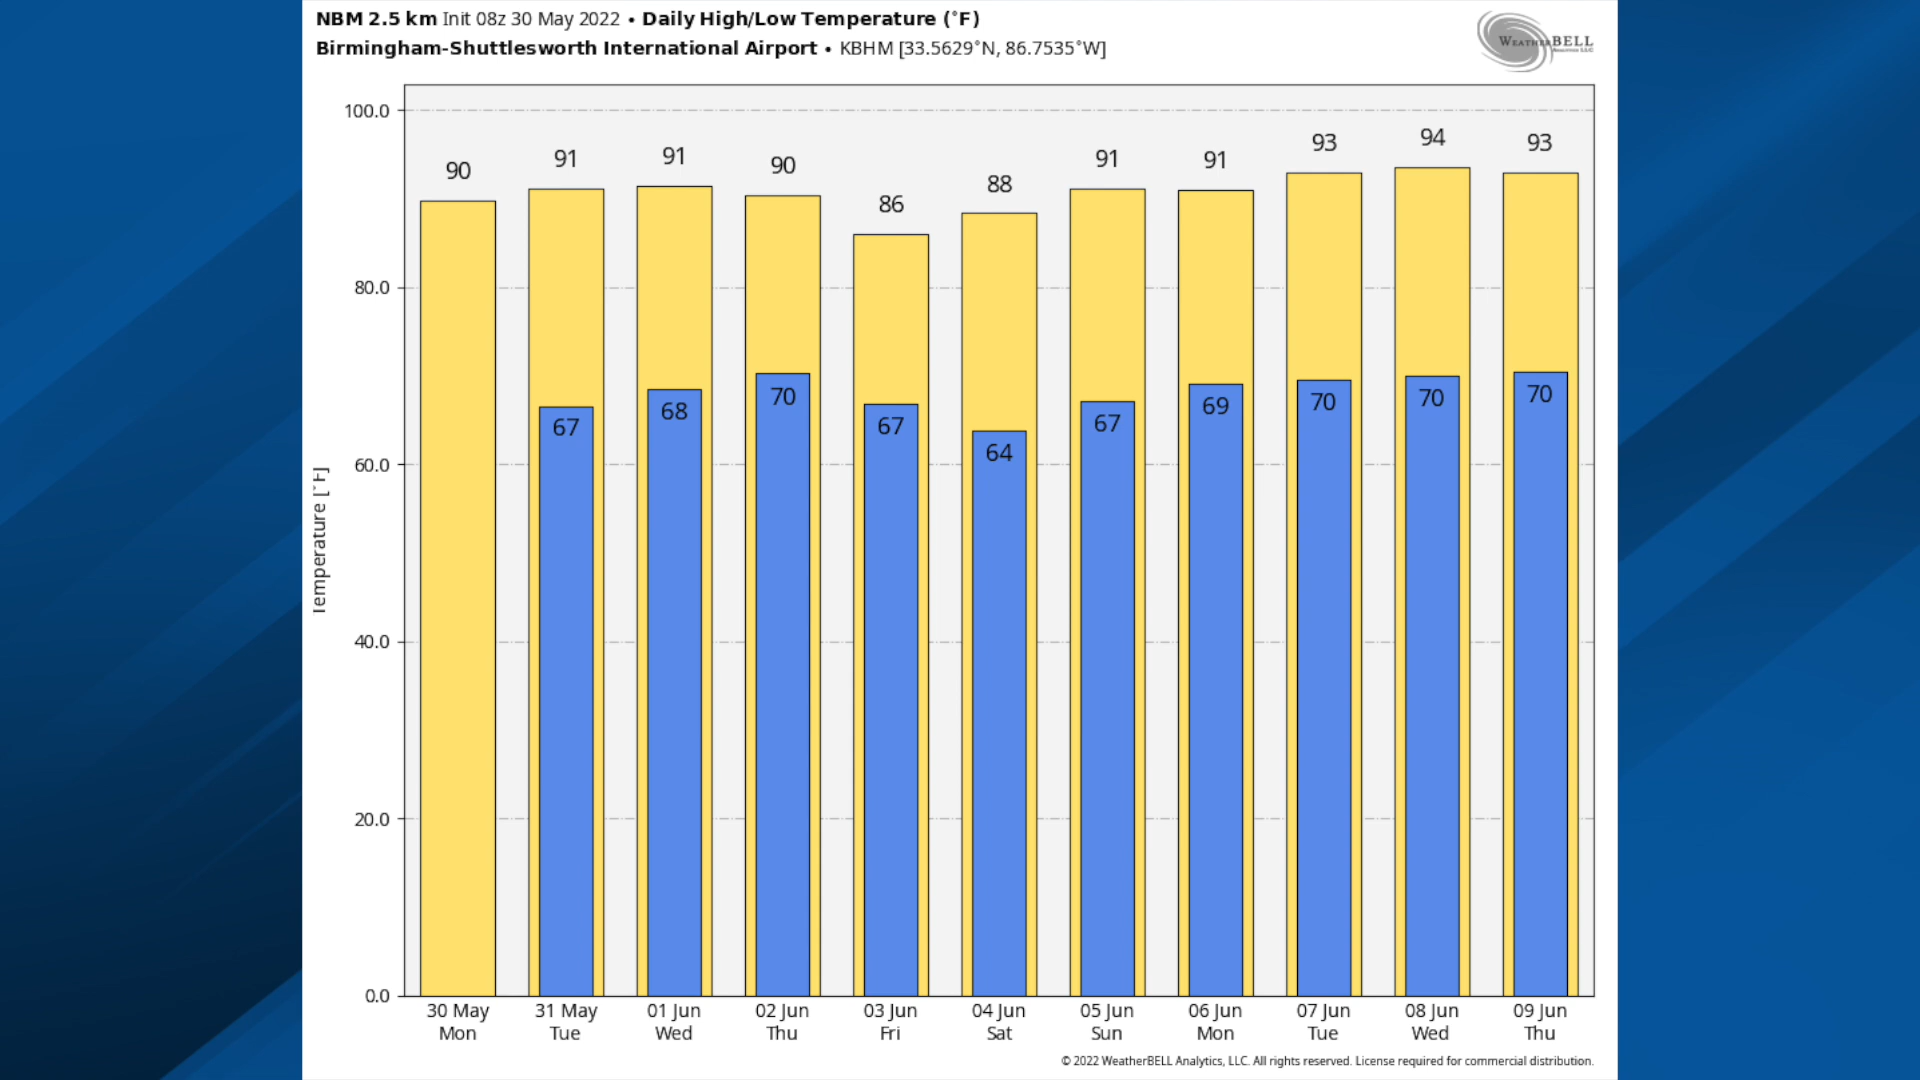 NBM 2.5 km Init 08z 30 May 2022 • Daily High/Low Temperature (°F)
Birmingham-Shuttlesworth International Airport • KBHM [33.5629°N, 86.7535°W]
WEATHERBELL
100.0
80.0
60.0
40.0
20.0
0.0
Temperature [°F]
90
91
91
90
86
88
91
91
93
94
93
67
68
70
67
64
67
69
70
70
70
30 May
Mon
31 May
Tue
01 Jun
Wed
02 Jun
Thu
03 Jun
Fri
04 Jun
Sat
05 Jun
Sun
06 Jun
Mon
07 Jun
Tue
08 Jun
Wed
09 Jun
Thu
© 2022 WeatherBELL Analytics, LLC. All rights reserved. License required for commercial distribution.